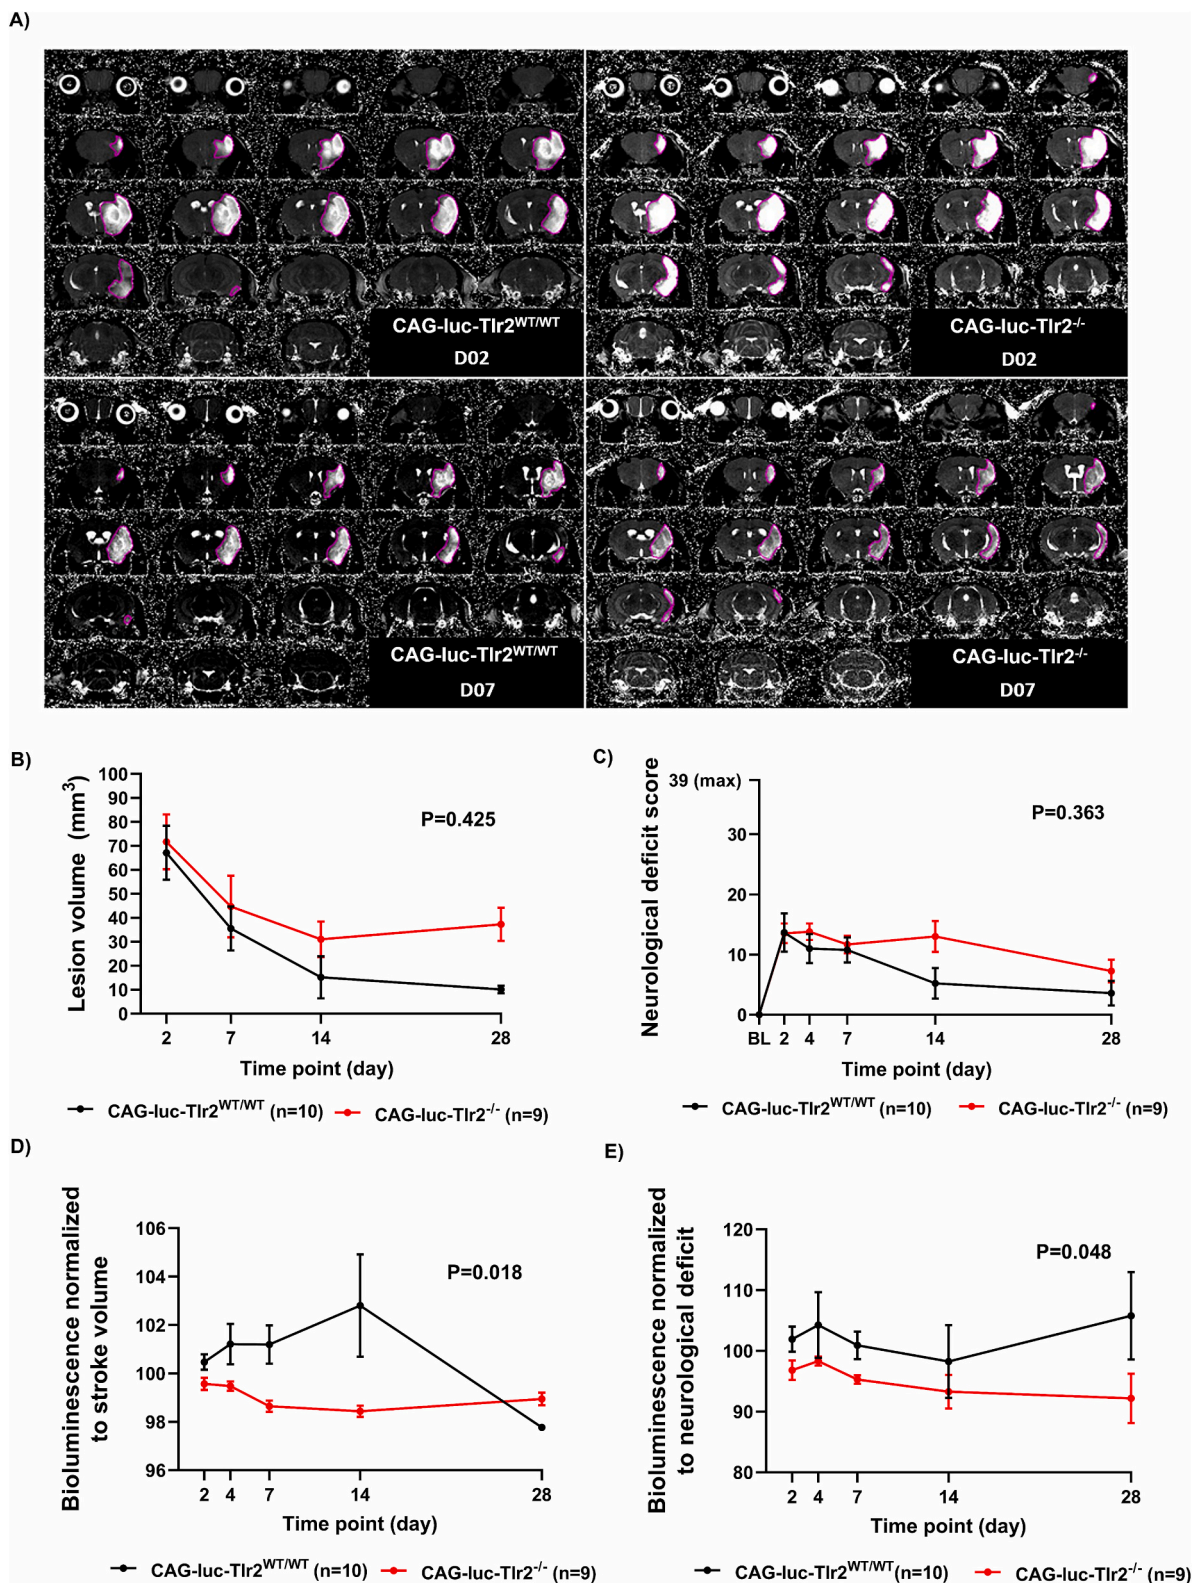 A)
CAG-luc-Tlr2WT/WT
D02
CAG-luc-Tlr2-/-
D02
CAG-luc-Tlr2WT/WT
D07
CAG-luc-Tlr2-/-
D07
B)
Lesion volume (mm3)
100
90
80
70
60
50
40
30
20
10
0
P=0.425
2 7 14 28
Time point (day)
CAG-luc-Tlr2WT/WT (n=10) CAG-luc-Tlr2-/- (n=9)
C)
Neurological deficit score
39 (max)
30
20
10
0
P=0.363
BL 2 4 7 14 28
Time point (day)
CAG-luc-Tlr2WT/WT (n=10) CAG-luc-Tlr2-/- (n=9)
D)
Bioluminescence normalized
to stroke volume
106
104
102
100
98
96
P=0.018
2 4 7 14 28
Time point (day)
CAG-luc-Tlr2WT/WT (n=10) CAG-luc-Tlr2-/- (n=9)
E)
Bioluminescence normalized
to neurological deficit
120
110
100
90
80
P=0.048
2 4 7 14 28
Time point (day)
CAG-luc-Tlr2WT/WT (n=10) CAG-luc-Tlr2-/- (n=9)